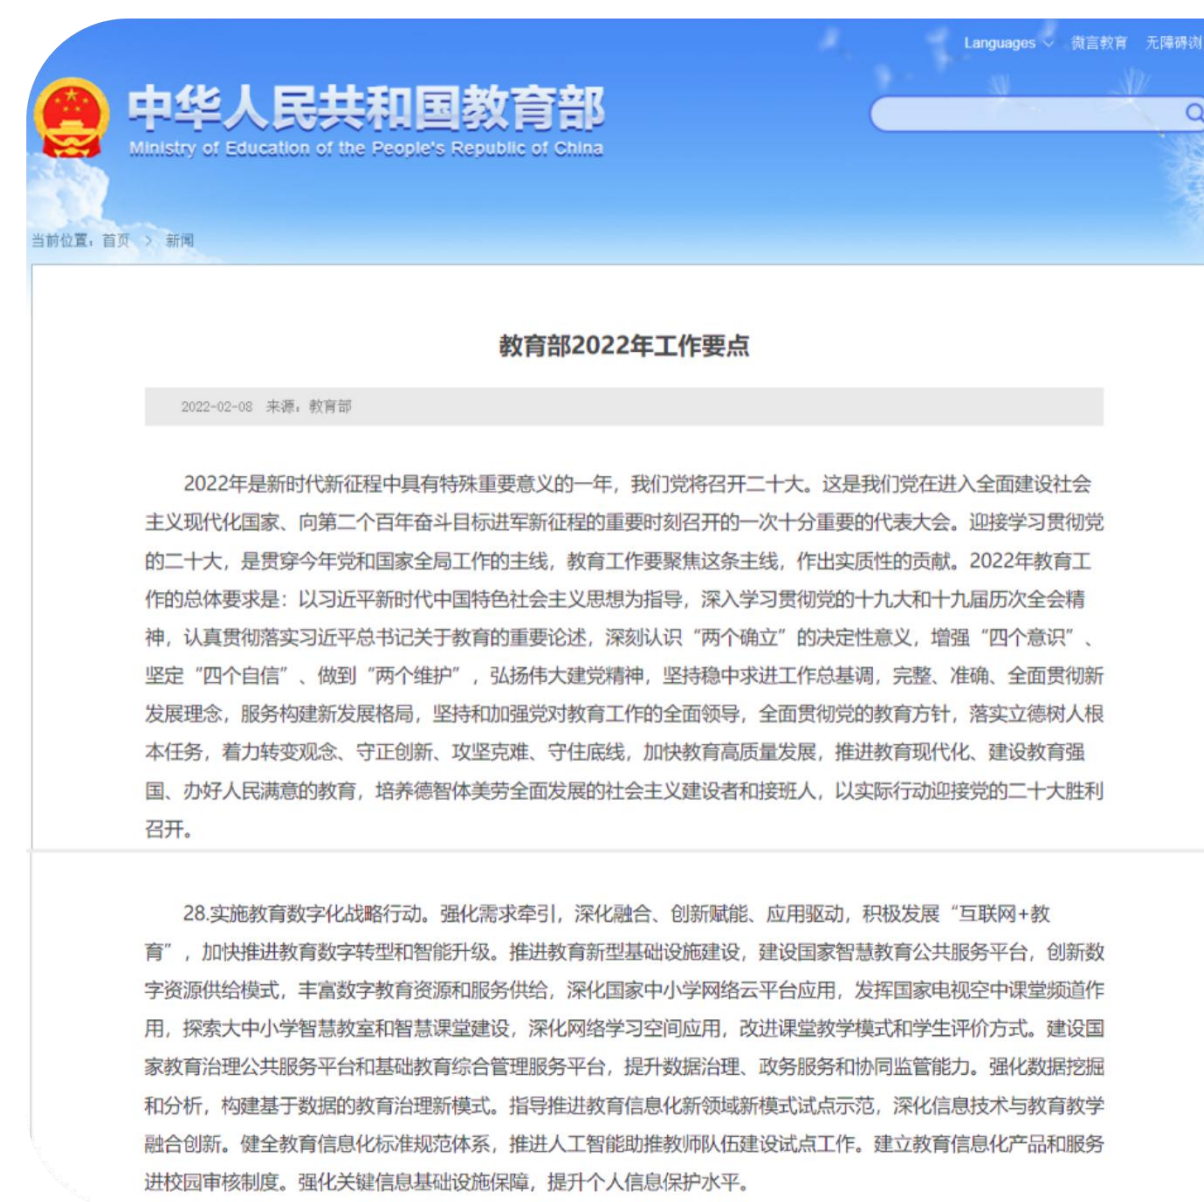 Languages 微言教育 无障碍浏
中华人民共和国教育部
Ministry of Education of the People's Republic of China
当前位置：首页 > 新闻
教育部2022年工作要点
2022-02-08 来源：教育部
2022年是新时代新征程中具有特殊重要意义的一年，我们党将召开二十大。这是我们党在进入全面建设社会
主义现代化国家、向第二个百年奋斗目标进军新征程的重要时刻召开的一次十分重要的代表大会。迎接学习贯彻党
的二十大，是贯穿今年党和国家全局工作的主线，教育工作要聚焦这条主线，作出实质性的贡献。2022年教育工
作的总体要求是：以习近平新时代中国特色社会主义思想为指导，深入学习贯彻党的十九大和十九届历次全会精
神，认真贯彻落实习近平总书记关于教育的重要论述，深刻认识“两个确立”的决定性意义，增强“四个意识”、
坚定“四个自信”、做到“两个维护”，弘扬伟大建党精神，坚持稳中求进工作总基调，完整、准确、全面贯彻新
发展理念，服务构建新发展格局，坚持和加强党对教育工作的全面领导，全面贯彻党的教育方针，落实立德树人根
本任务，着力转变观念、守正创新、攻坚克难、守住底线，加快教育高质量发展，推进教育现代化、建设教育强
国、办好人民满意的教育，培养德智体美劳全面发展的社会主义建设者和接班人，以实际行动迎接党的二十大胜利
召开。
28.实施教育数字化战略行动。强化需求牵引，深化融合、创新赋能、应用驱动，积极发展“互联网+教
育”，加快推进教育数字转型和智能升级。推进教育新型基础设施建设，建设国家智慧教育公共服务平台，创新数
字资源供给模式，丰富数字教育资源和服务供给，深化国家中小学网络云平台应用，发挥国家电视空中课堂频道作
用，探索大中小学智慧教室和智慧课堂建设，深化网络学习空间应用，改进课堂教学模式和学生评价方式。建设国
家教育治理公共服务平台和基础教育综合管理服务平台，提升数据治理、政务服务和协同监管能力。强化数据挖掘
和分析，构建基于数据的教育治理新模式。指导推进教育信息化新领域新模式试点示范，深化信息技术与教育教学
融合创新。健全教育信息化标准规范体系，推进人工智能助推教师队伍建设试点工作。建立教育信息化产品和服务
进校园审核制度。强化关键信息基础设施保障，提升个人信息保护水平。